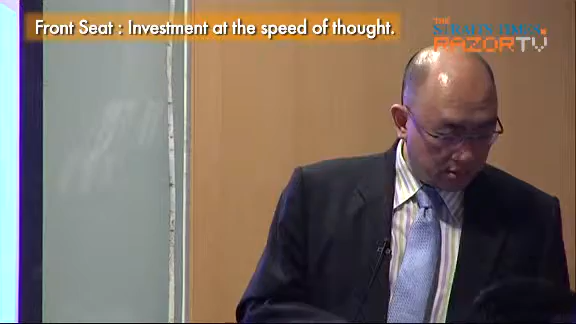 Front Seat : Investment at the speed of thought.
THE
STRAITS TIMES
RAZORTV